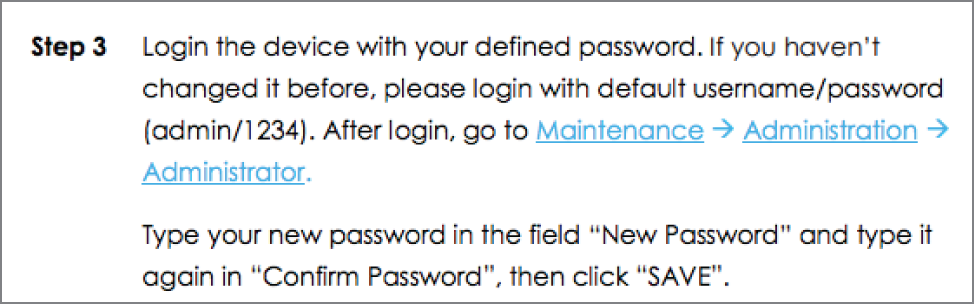 Step 3 Login the device with your defined password. If you haven't
changed it before, please login with default username/password
(admin/1234). After login, go to Maintenance → Administration →
Administrator.
Type your new password in the field “New Password” and type it
again in “Confirm Password”, then click “SAVE”.